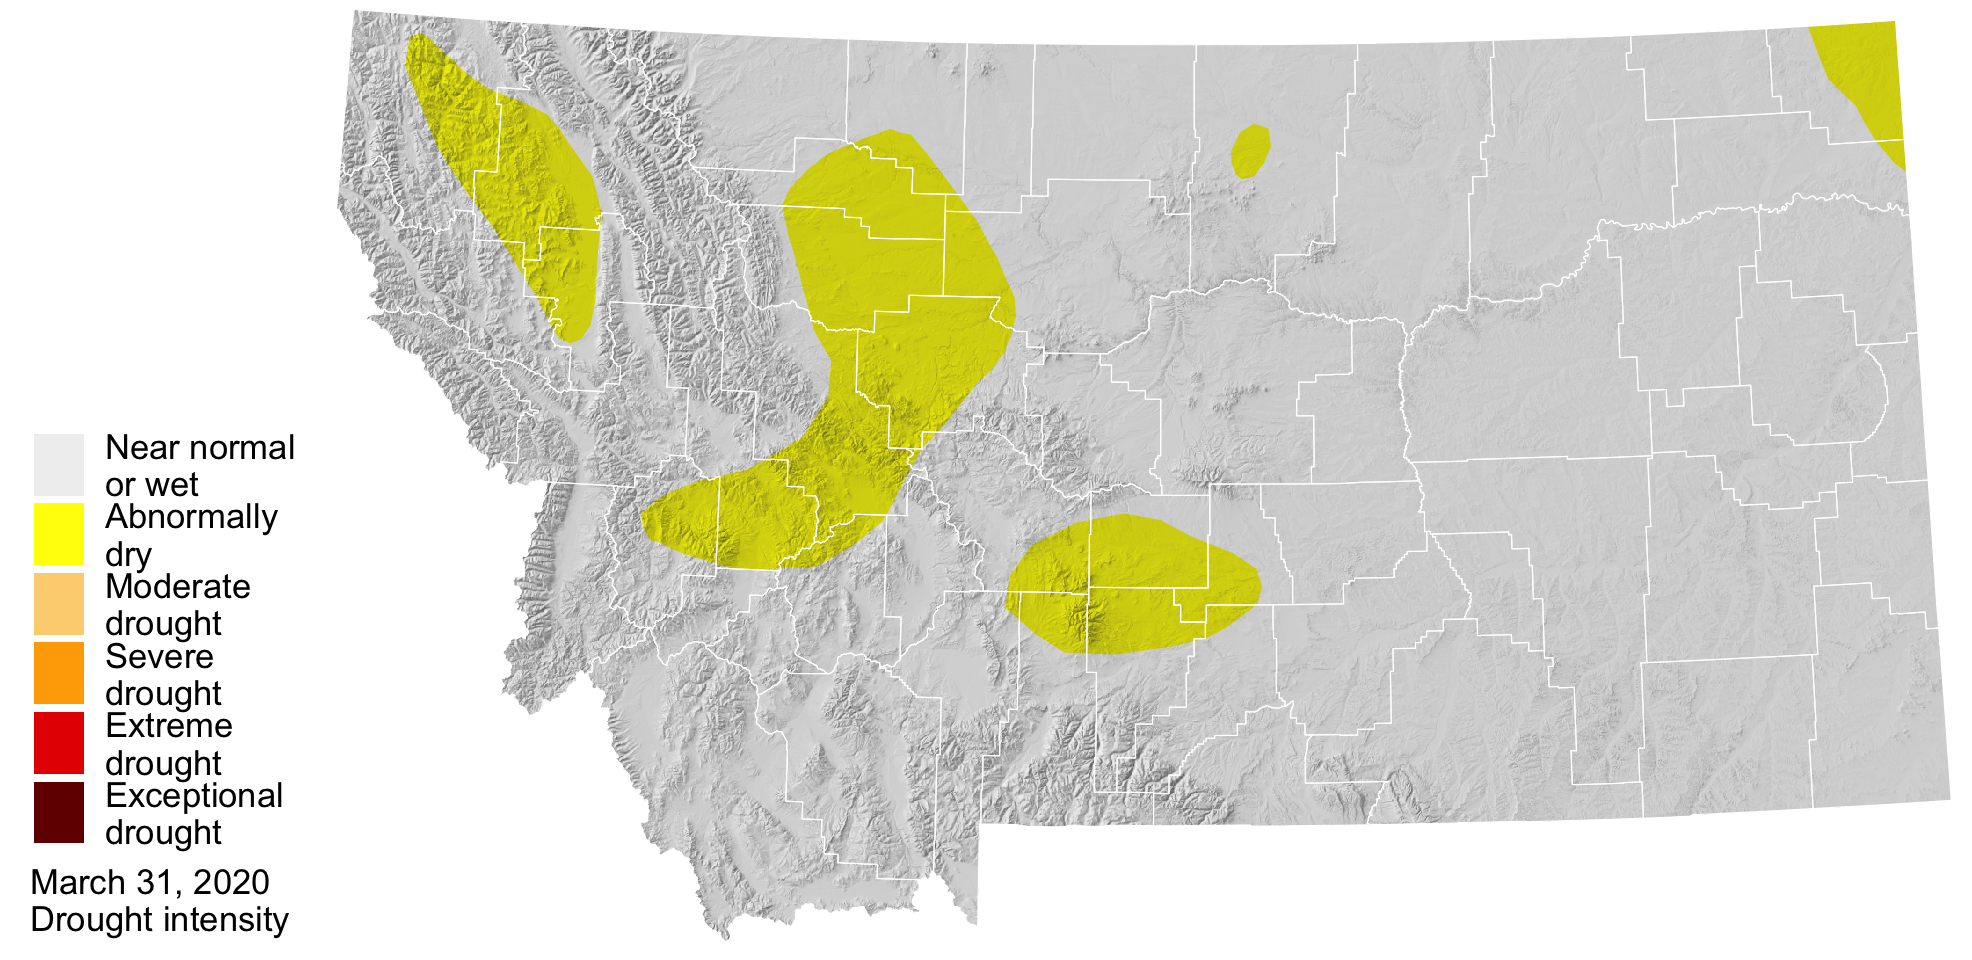 Near normal
or wet
Abnormally
dry
Moderate
drought
Severe
drought
Extreme
drought
Exceptional
drought
March 31, 2020
Drought intensity